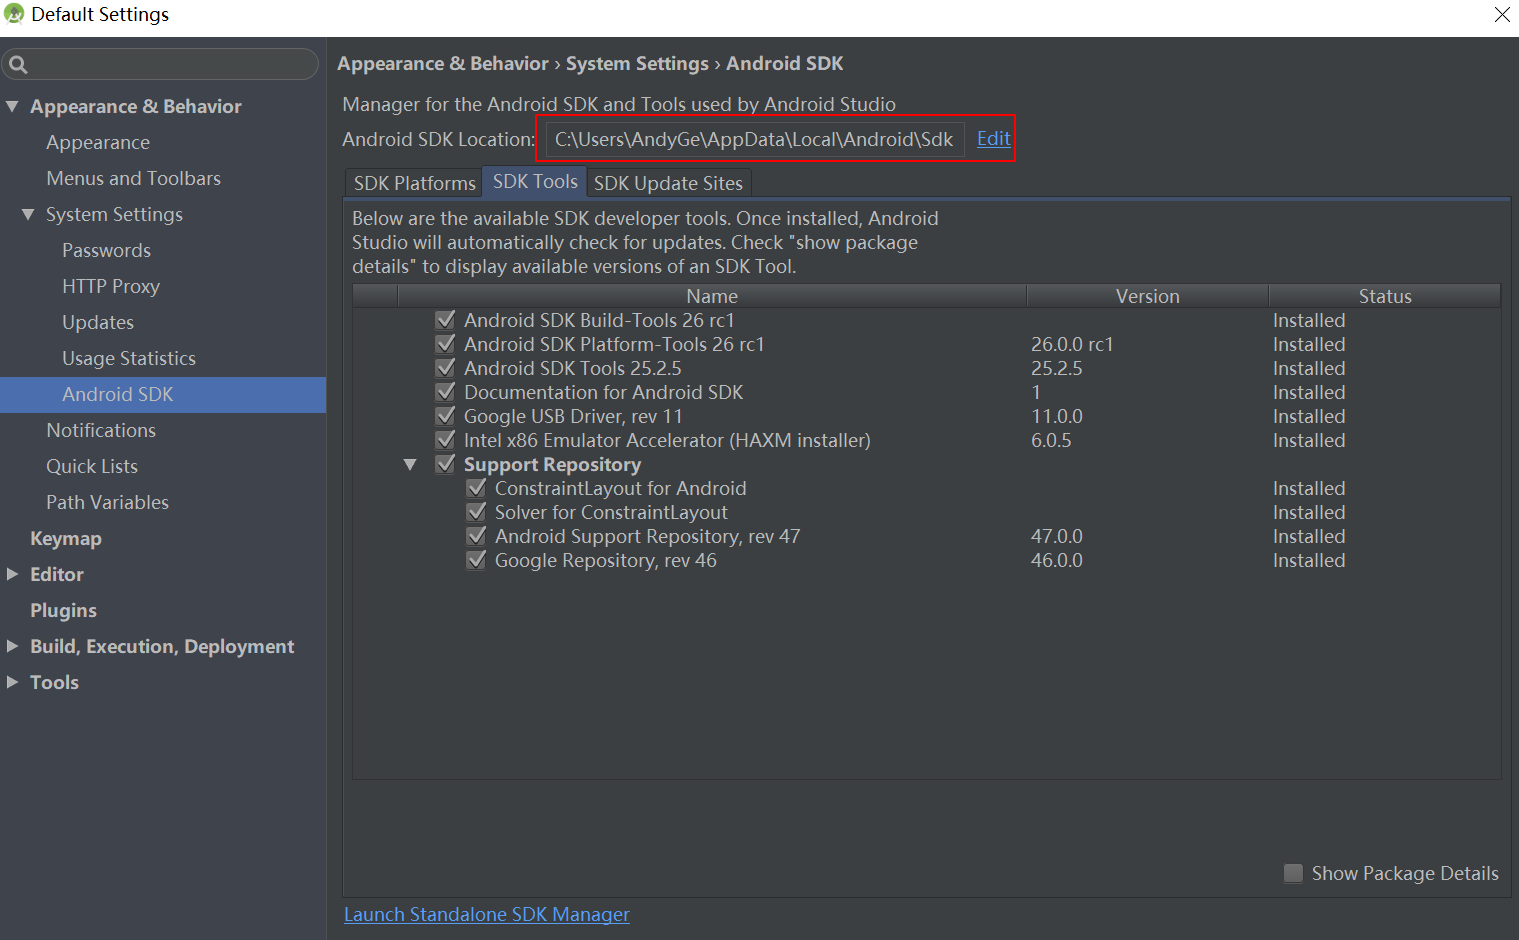 Default Settings
Appearance & Behavior
Appearance
Menus and Toolbars
System Settings
Passwords
HTTP Proxy
Updates
Usage Statistics
Android SDK
Notifications
Quick Lists
Path Variables
Keymap
Editor
Plugins
Build, Execution, Deployment
Tools
Appearance & Behavior › System Settings › Android SDK
Manager for the Android SDK and Tools used by Android Studio
Android SDK Location: C:\Users\AndyGe\AppData\Local\Android\Sdk Edit
SDK Platforms SDK Tools SDK Update Sites
Below are the available SDK developer tools. Once installed, Android
Studio will automatically check for updates. Check "show package
details" to display available versions of an SDK Tool.
Name Version Status
Android SDK Build-Tools 26 rc1 Installed
Android SDK Platform-Tools 26 rc1 26.0.0 rc1 Installed
Android SDK Tools 25.2.5 25.2.5 Installed
Documentation for Android SDK 1 Installed
Google USB Driver, rev 11 11.0.0 Installed
Intel x86 Emulator Accelerator (HAXM installer) 6.0.5 Installed
Support Repository
ConstraintLayout for Android Installed
Solver for ConstraintLayout Installed
Android Support Repository, rev 47 47.0.0 Installed
Google Repository, rev 46 46.0.0 Installed
Show Package Details
Launch Standalone SDK Manager